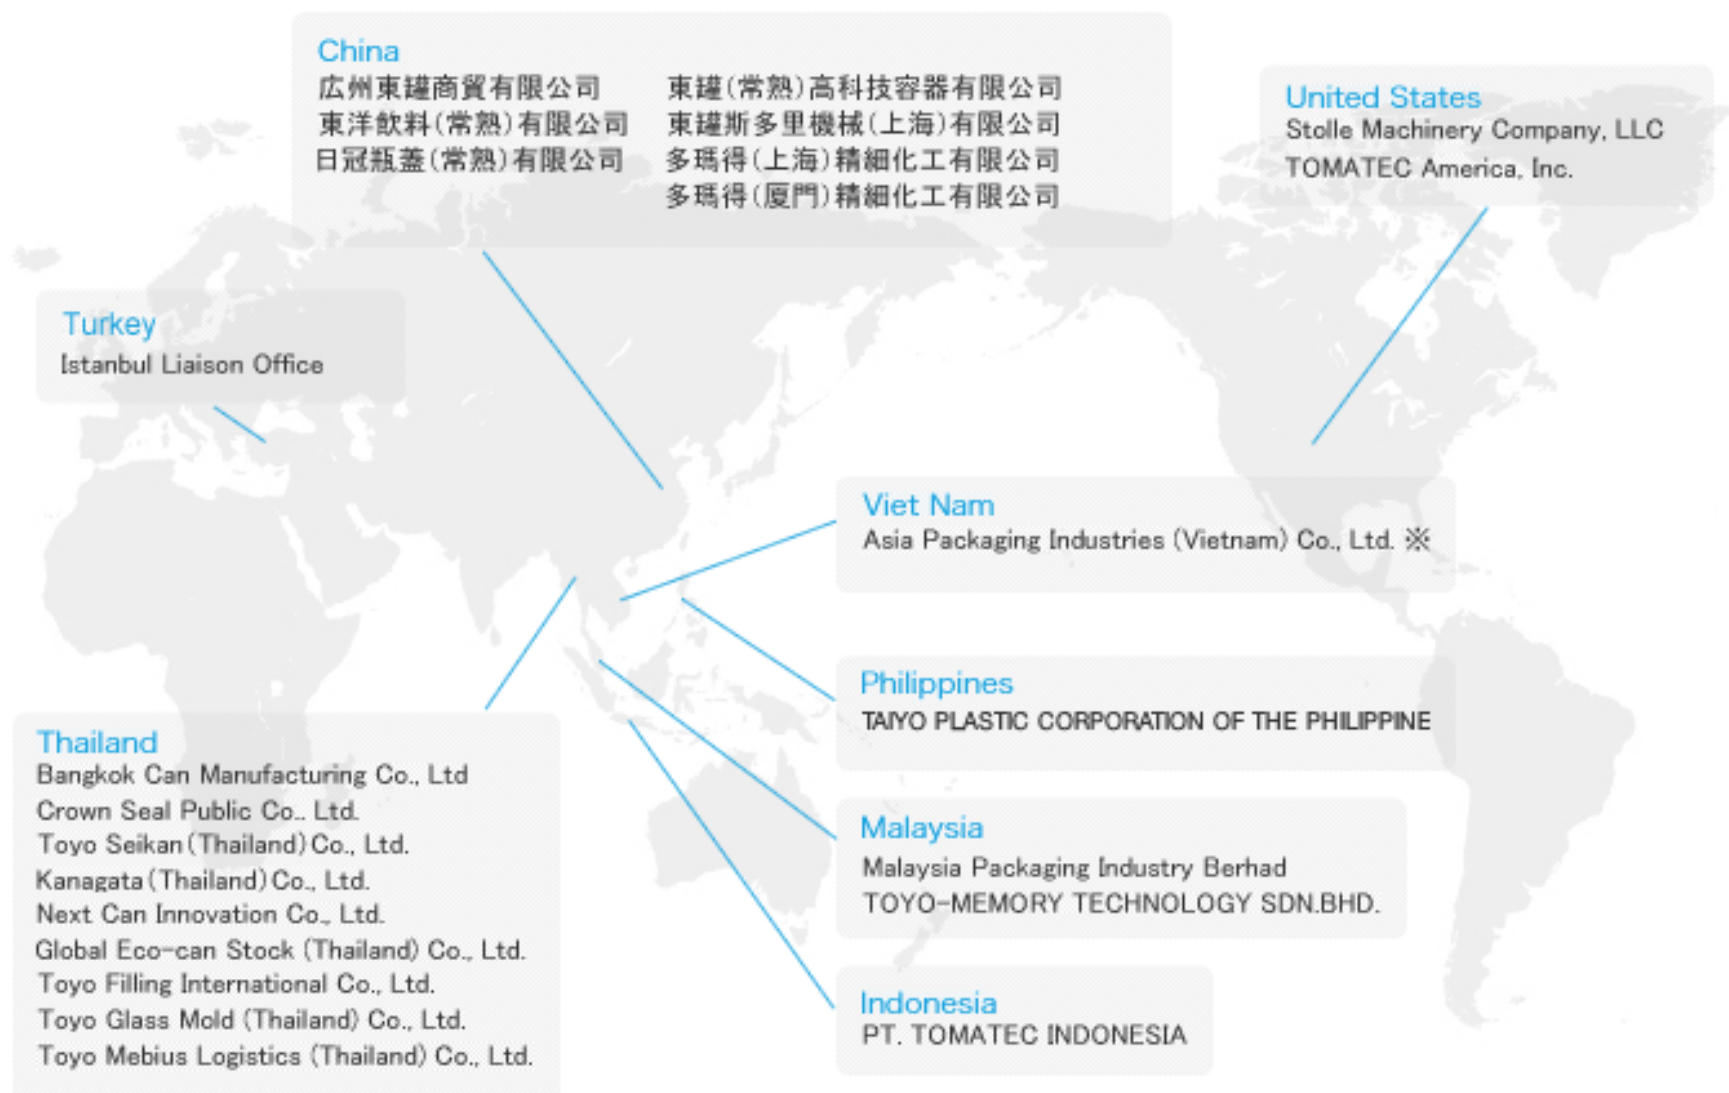 China
広州東罐商貿有限公司
東洋飲料(常熟)有限公司
日冠瓶蓋(常熟)有限公司
東罐(常熟)高科技容器有限公司
東罐斯多里機械(上海)有限公司
多瑪得(上海)精細化工有限公司
多瑪得(厦門)精細化工有限公司
United States
Stolle Machinery Company, LLC
TOMATEC America, Inc.
Turkey
Istanbul Liaison Office
Viet Nam
Asia Packaging Industries (Vietnam) Co., Ltd. ※
Philippines
TAIYO PLASTIC CORPORATION OF THE PHILIPPINE
Thailand
Bangkok Can Manufacturing Co., Ltd
Crown Seal Public Co.. Ltd.
Toyo Seikan(Thailand)Co., Ltd.
Kanagata(Thailand)Co., Ltd.
Next Can Innovation Co., Ltd.
Global Eco-can Stock (Thailand) Co., Ltd.
Toyo Filling International Co., Ltd.
Toyo Glass Mold (Thailand) Co., Ltd.
Toyo Mebius Logistics (Thailand) Co., Ltd.
Malaysia
Malaysia Packaging Industry Berhad
TOYO-MEMORY TECHNOLOGY SDN.BHD.
Indonesia
PT. TOMATEC INDONESIA